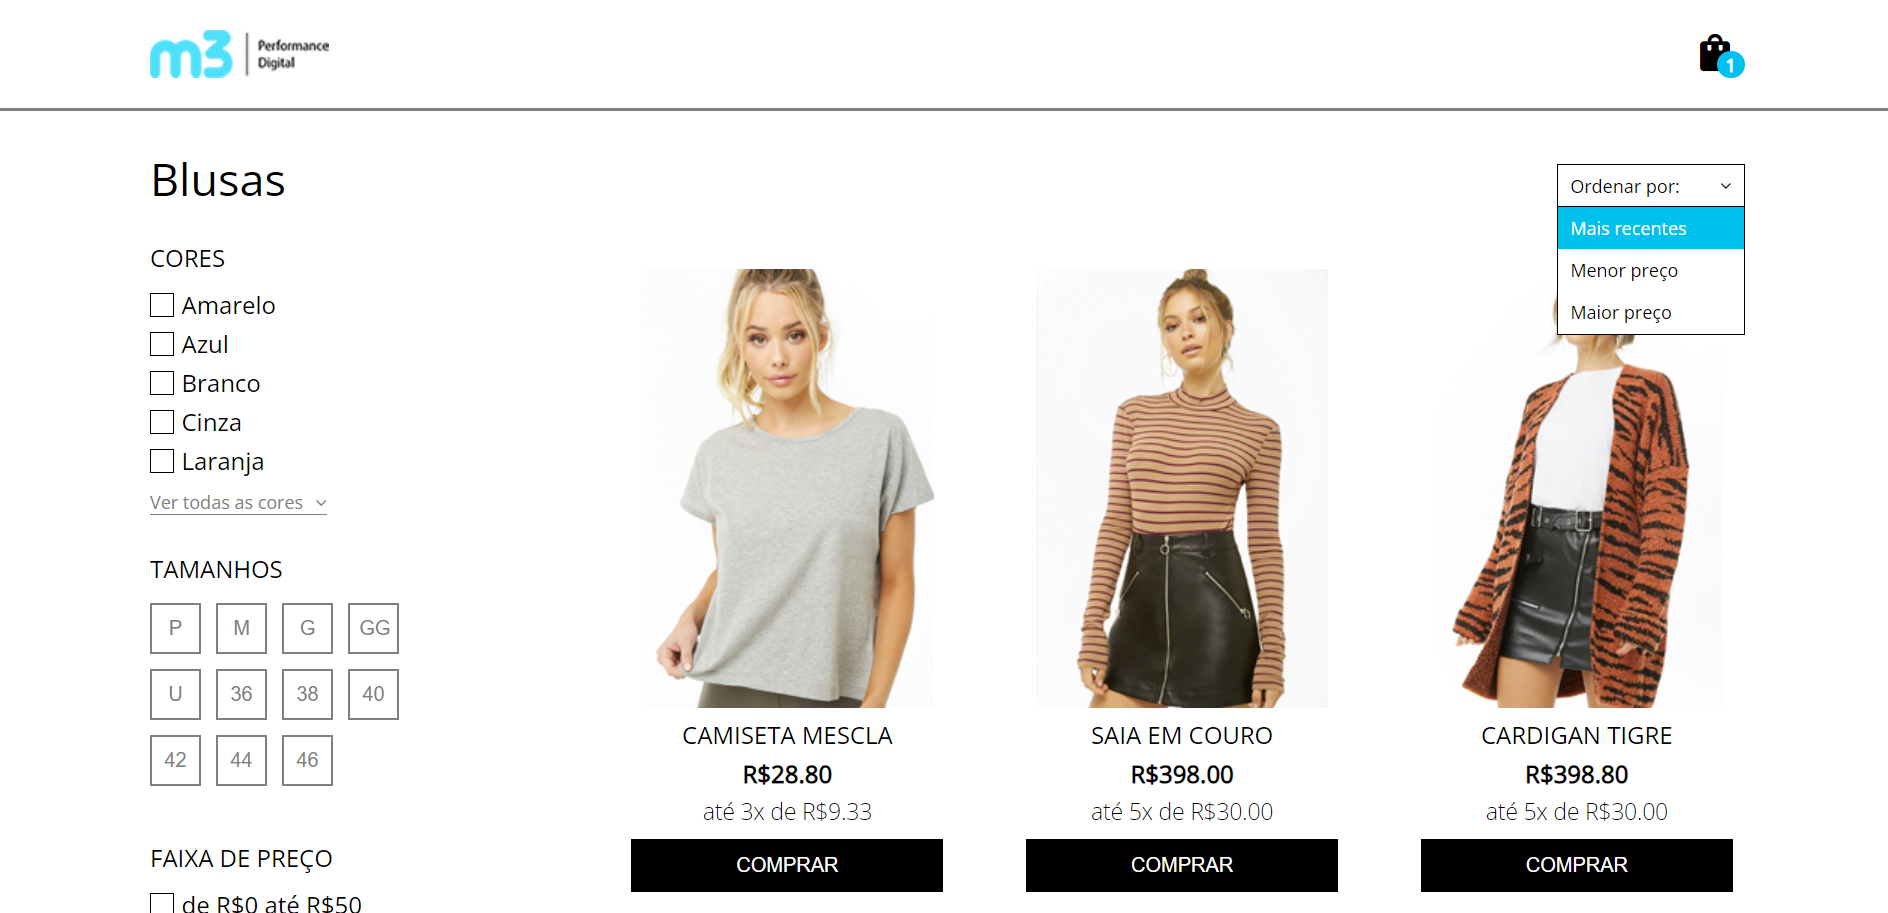 m3 Performance
Digital
1
Blusas
Ordenar por:
Mais recentes
Menor preço
Maior preço
CORES
Amarelo
Azul
Branco
Cinza
Laranja
Ver todas as cores
TAMANHOS
P M G GG
U 36 38 40
42 44 46
FAIXA DE PREÇO
de R$0 até R$50
CAMISETA MESCLA
R$28.80
até 3x de R$9.33
COMPRAR
SAIA EM COURO
R$398.00
até 5x de R$30.00
COMPRAR
CARDIGAN TIGRE
R$398.80
até 5x de R$30.00
COMPRAR